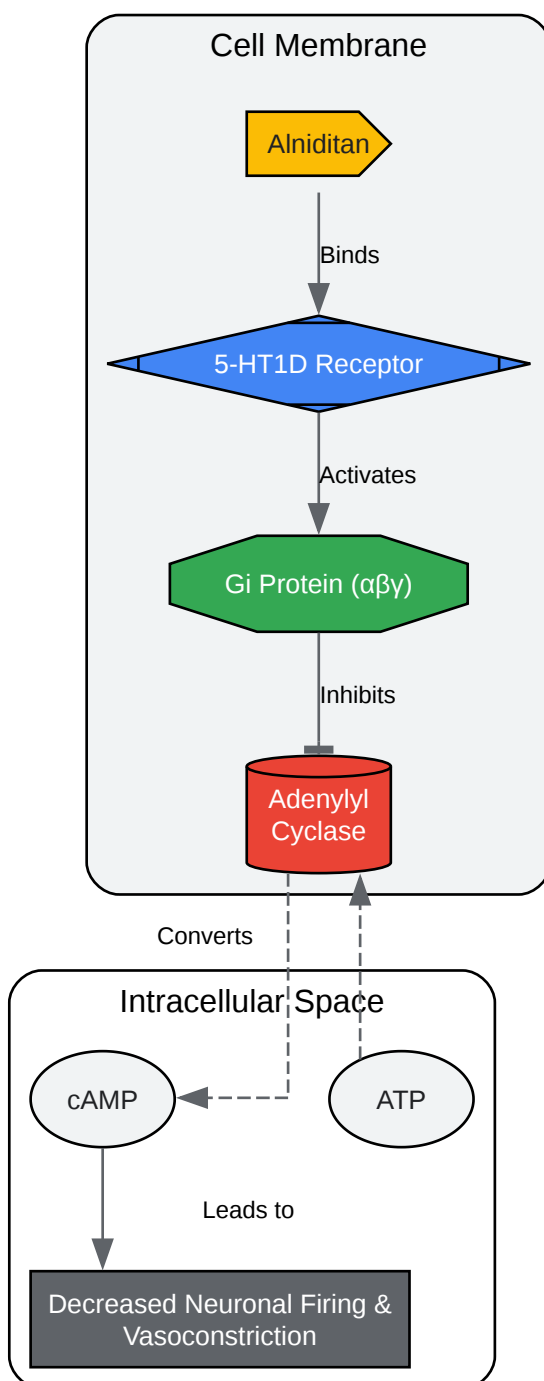 Cell Membrane
Alniditan
Binds
5-HT1D Receptor
Activates
Gi Protein (αβγ)
Inhibits
Adenylyl
Cyclase
Converts
Intracellular Space
cAMP
ATP
Leads to
Decreased Neuronal Firing &
Vasoconstriction